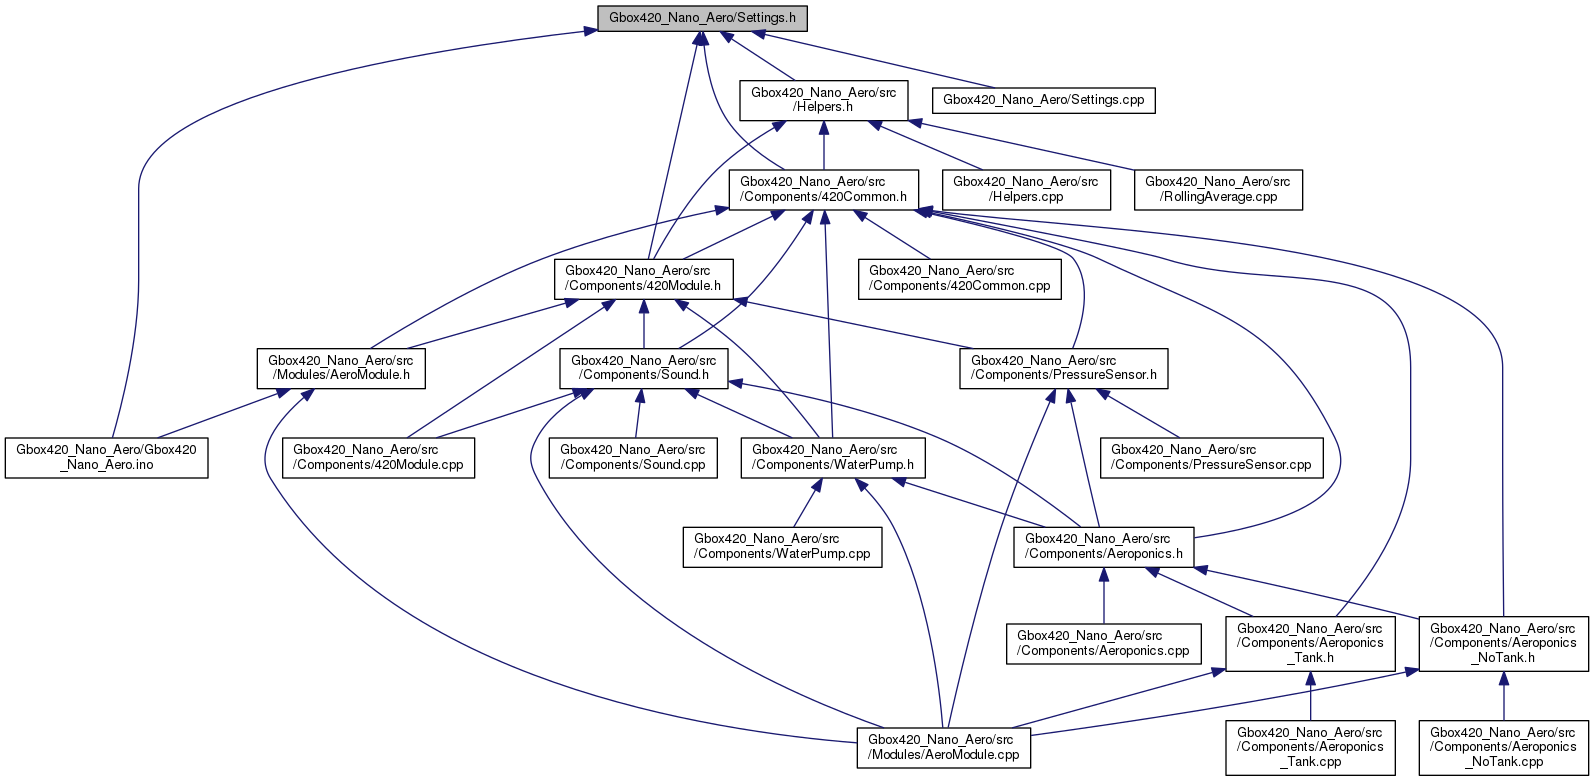 Gbox420_Nano_Aero/Settings.h
Gbox420_Nano_Aero/src
/Helpers.h
Gbox420_Nano_Aero/Settings.cpp
Gbox420_Nano_Aero/src
/Components/420Common.h
Gbox420_Nano_Aero/src
/Helpers.cpp
Gbox420_Nano_Aero/src
/RollingAverage.cpp
Gbox420_Nano_Aero/src
/Components/420Module.h
Gbox420_Nano_Aero/src
/Components/420Common.cpp
Gbox420_Nano_Aero/src
/Modules/AeroModule.h
Gbox420_Nano_Aero/src
/Components/Sound.h
Gbox420_Nano_Aero/src
/Components/PressureSensor.h
Gbox420_Nano_Aero/Gbox420
_Nano_Aero.ino
Gbox420_Nano_Aero/src
/Components/420Module.cpp
Gbox420_Nano_Aero/src
/Components/Sound.cpp
Gbox420_Nano_Aero/src
/Components/WaterPump.h
Gbox420_Nano_Aero/src
/Components/PressureSensor.cpp
Gbox420_Nano_Aero/src
/Components/WaterPump.cpp
Gbox420_Nano_Aero/src
/Components/Aeroponics.h
Gbox420_Nano_Aero/src
/Components/Aeroponics.cpp
Gbox420_Nano_Aero/src
/Components/Aeroponics
_Tank.h
Gbox420_Nano_Aero/src
/Components/Aeroponics
_NoTank.h
Gbox420_Nano_Aero/src
/Modules/AeroModule.cpp
Gbox420_Nano_Aero/src
/Components/Aeroponics
_Tank.cpp
Gbox420_Nano_Aero/src
/Components/Aeroponics
_NoTank.cpp